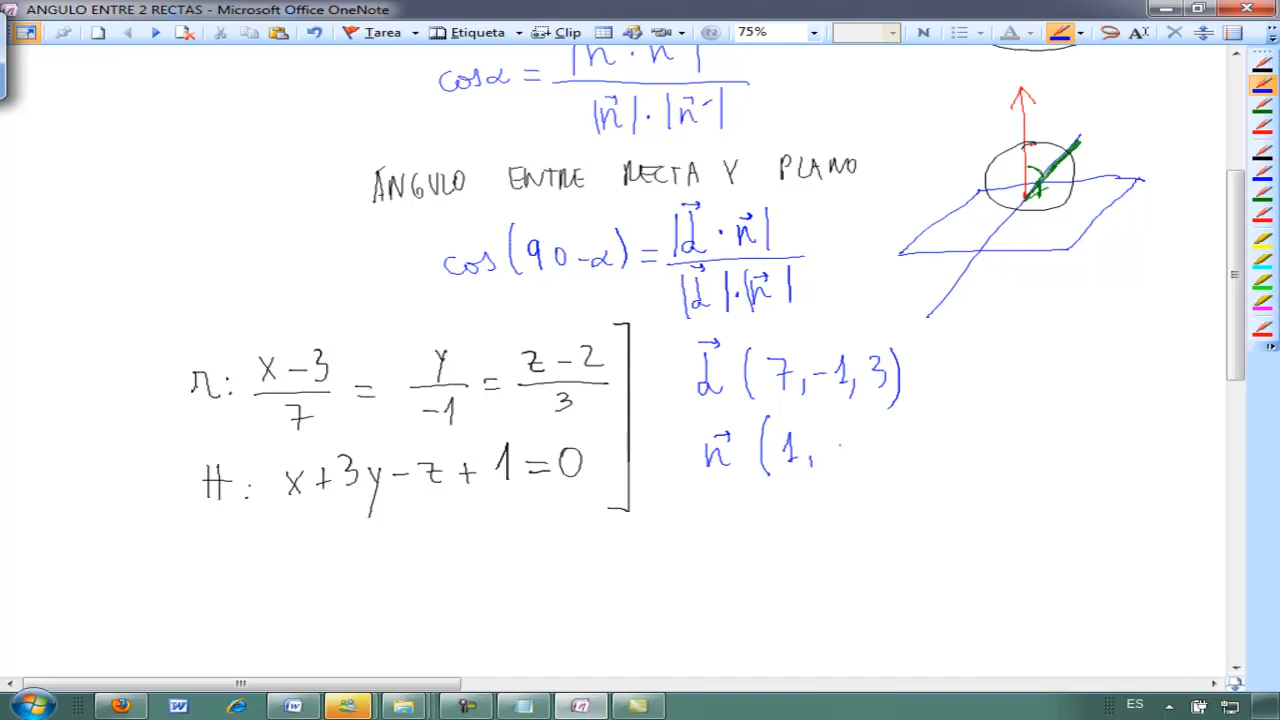 ANGULO ENTRE 2 RECTAS - Microsoft Office OneNote
Tarea Etiqueta Clip 75% N A
cos α = |n⃗ · n⃗'|
|n⃗| · |n⃗'|
ÁNGULO ENTRE RECTA Y PLANO
cos(90-α) = |d⃗ · n⃗|
|d⃗| · |n⃗|
r: x-3 = y = z-2
7 -1 3
d⃗ (7, -1, 3)
π: x+3y-z+1=0
n⃗ (1,
ES